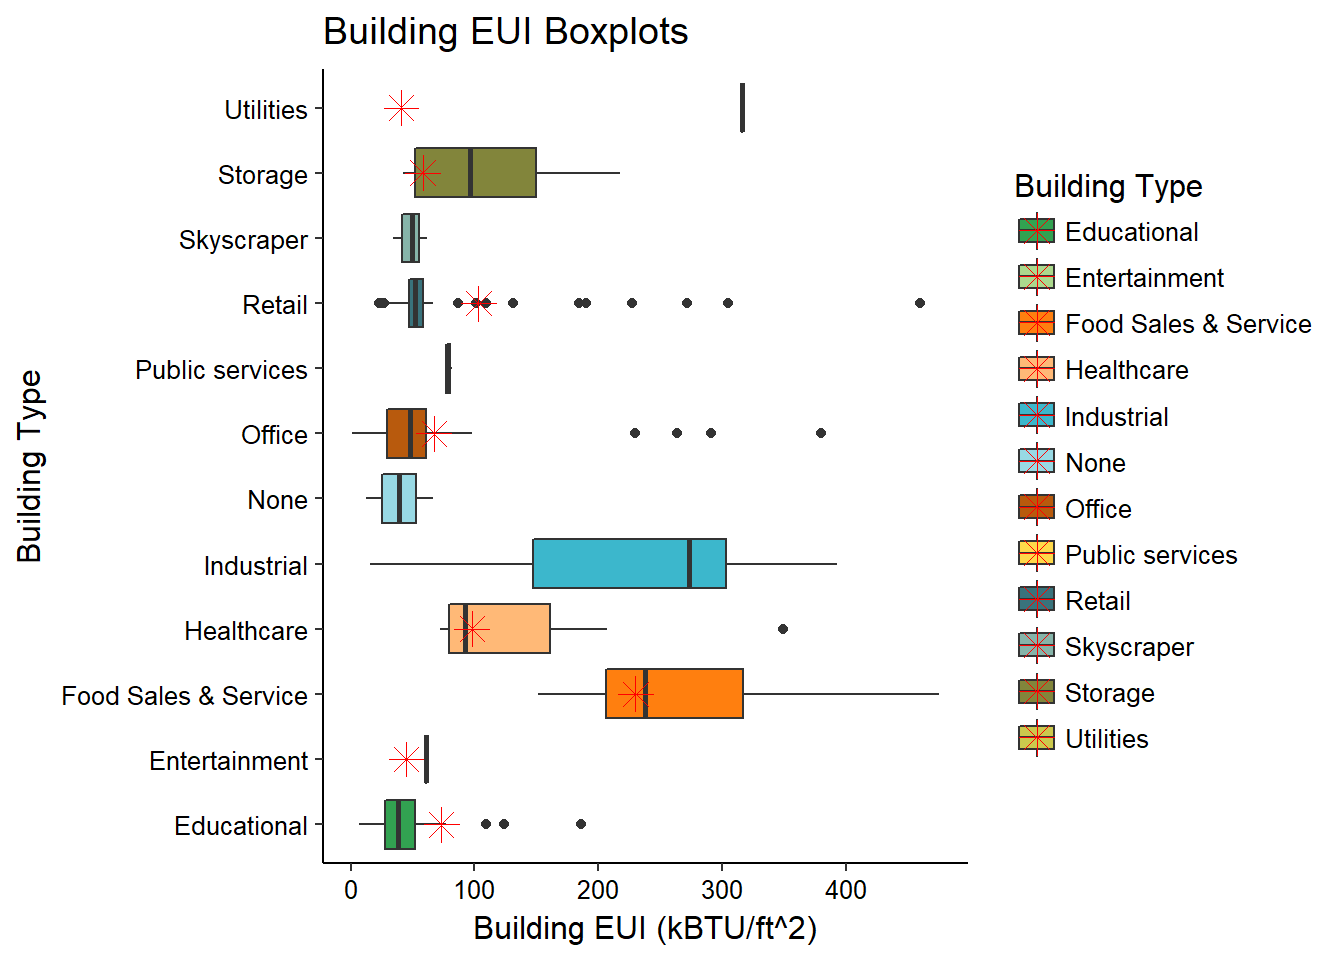 Building EUI Boxplots
Building Type
Utilities
Storage
Skyscraper
Retail
Public services
Office
None
Industrial
Healthcare
Food Sales & Service
Entertainment
Educational
0 100 200 300 400
Building EUI (kBTU/ft^2)
Building Type
Educational
Entertainment
Food Sales & Service
Healthcare
Industrial
None
Office
Public services
Retail
Skyscraper
Storage
Utilities